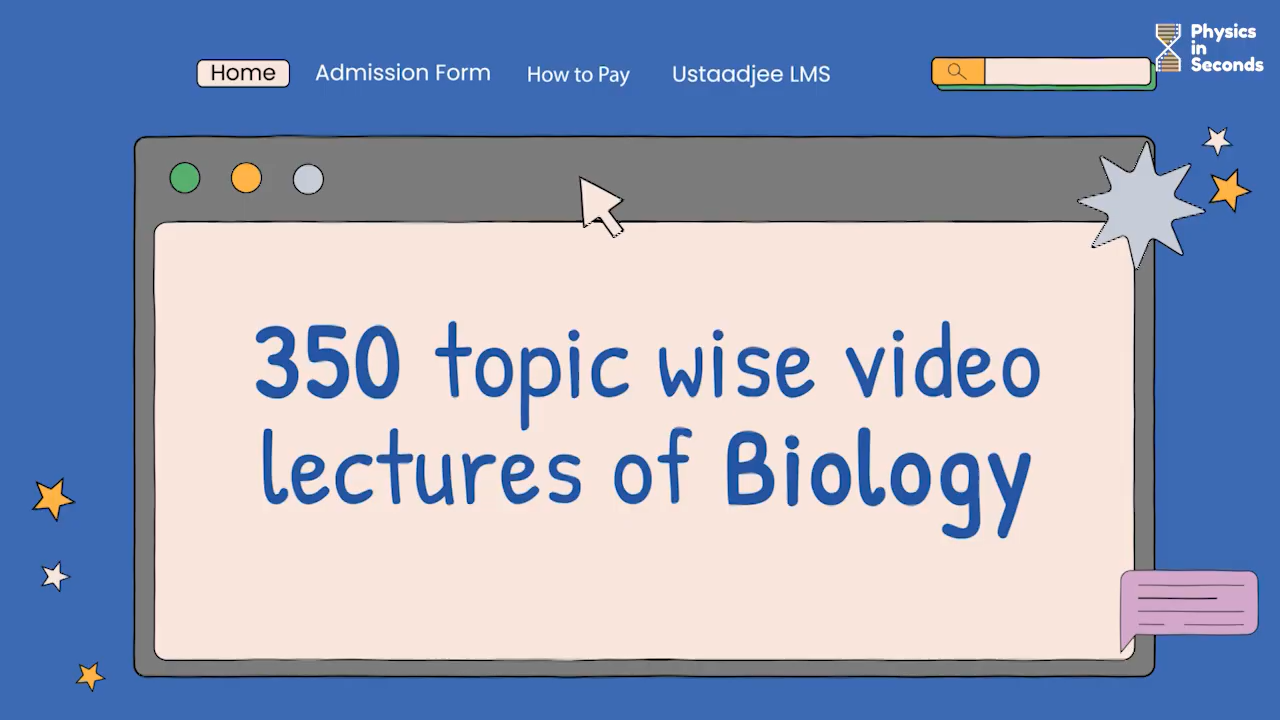 Home Admission Form How to Pay Ustaadjee LMS
Physics
in
Seconds
350 topic wise video
lectures of Biology